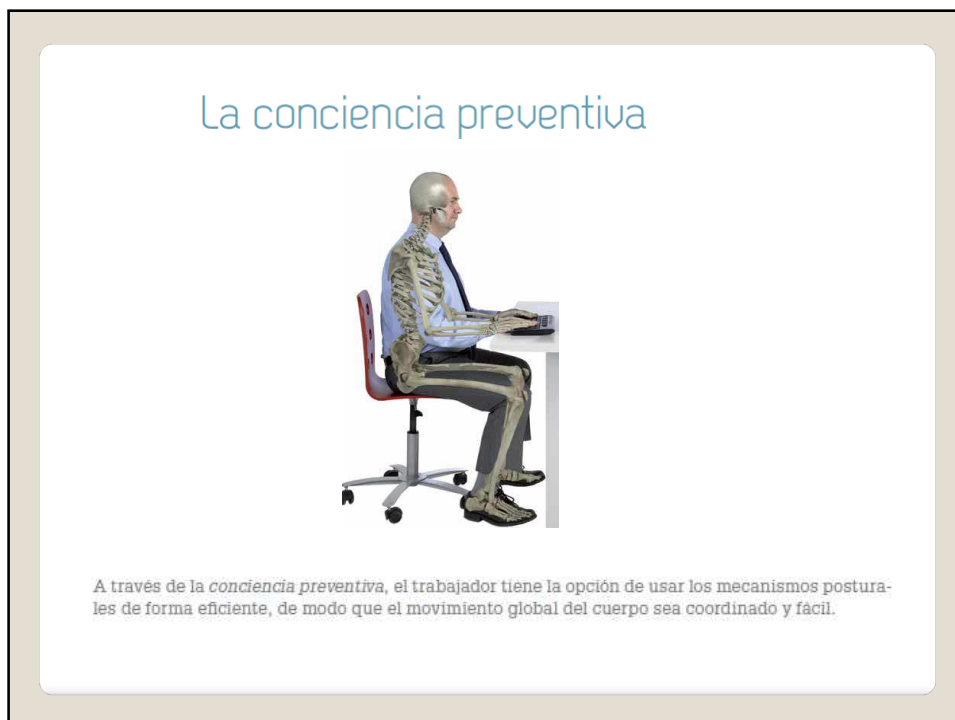 La conciencia preventiva
A través de la conciencia preventiva, el trabajador tiene la opción de usar los mecanismos postura-
les de forma eficiente, de modo que el movimiento global del cuerpo sea coordinado y fácil.